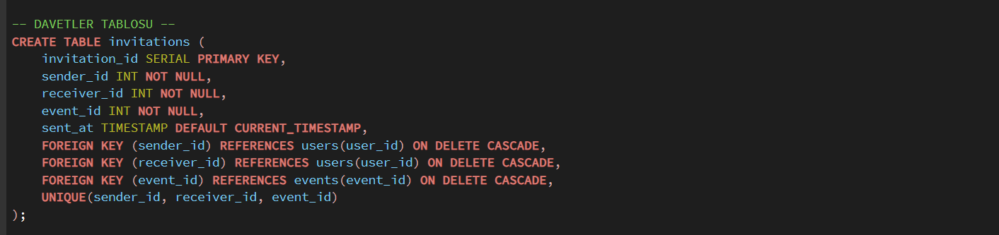 -- DAVETLER TABLOSU --
CREATE TABLE invitations (
    invitation_id SERIAL PRIMARY KEY,
    sender_id INT NOT NULL,
    receiver_id INT NOT NULL,
    event_id INT NOT NULL,
    sent_at TIMESTAMP DEFAULT CURRENT_TIMESTAMP,
    FOREIGN KEY (sender_id) REFERENCES users(user_id) ON DELETE CASCADE,
    FOREIGN KEY (receiver_id) REFERENCES users(user_id) ON DELETE CASCADE,
    FOREIGN KEY (event_id) REFERENCES events(event_id) ON DELETE CASCADE,
    UNIQUE(sender_id, receiver_id, event_id)
);